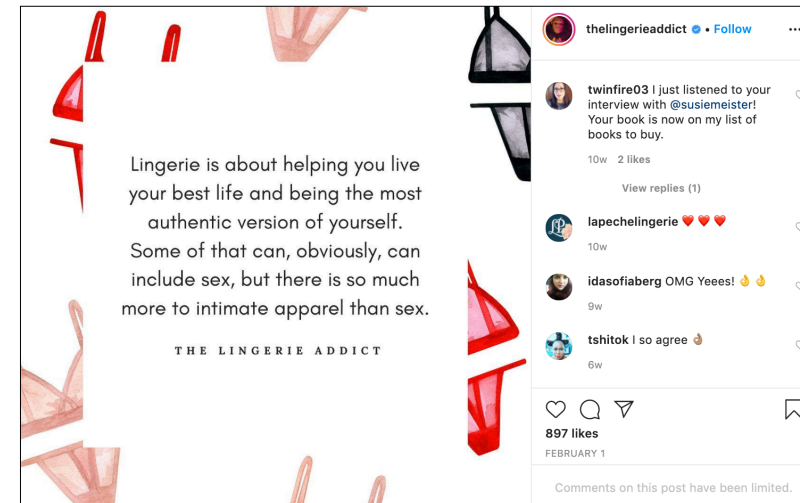 Lingerie is about helping you live
your best life and being the most
authentic version of yourself.
Some of that can, obviously, can
include sex, but there is so much
more to intimate apparel than sex.
THE LINGERIE ADDICT
thelingerieaddict • Follow
twinfire03 I just listened to your
interview with @susiemeister!
Your book is now on my list of
books to buy.
10w 2 likes
View replies (1)
lapechelingerie ❤️ ❤️ ❤️
10w
idasofiaberg OMG Yeees! 👌 👌
9w
tshitok I so agree 👌🏽
6w
897 likes
FEBRUARY 1
Comments on this post have been limited.